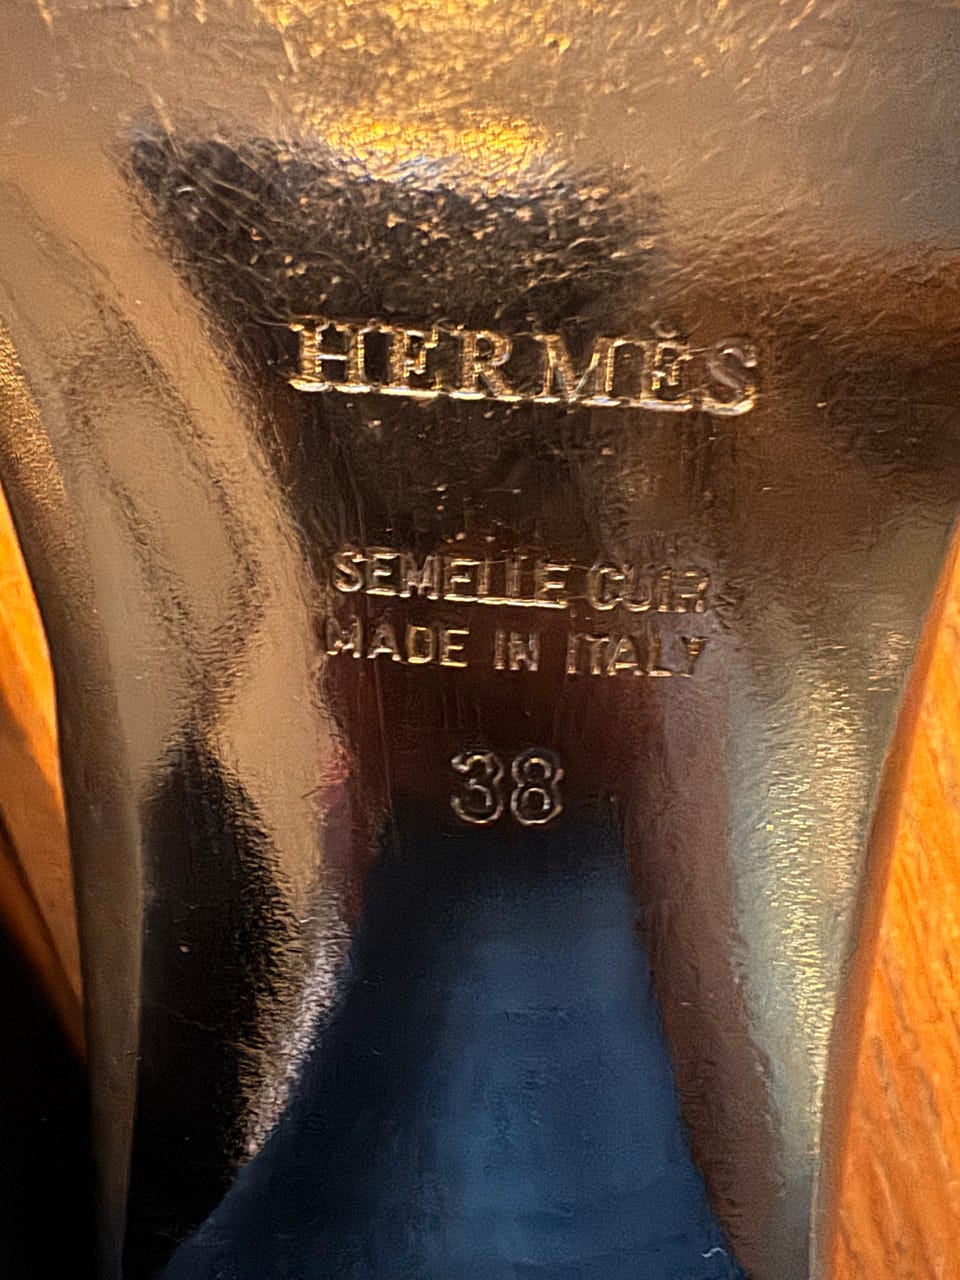 HERMÈS
SEMELLE CUIR
MADE IN ITALY
38